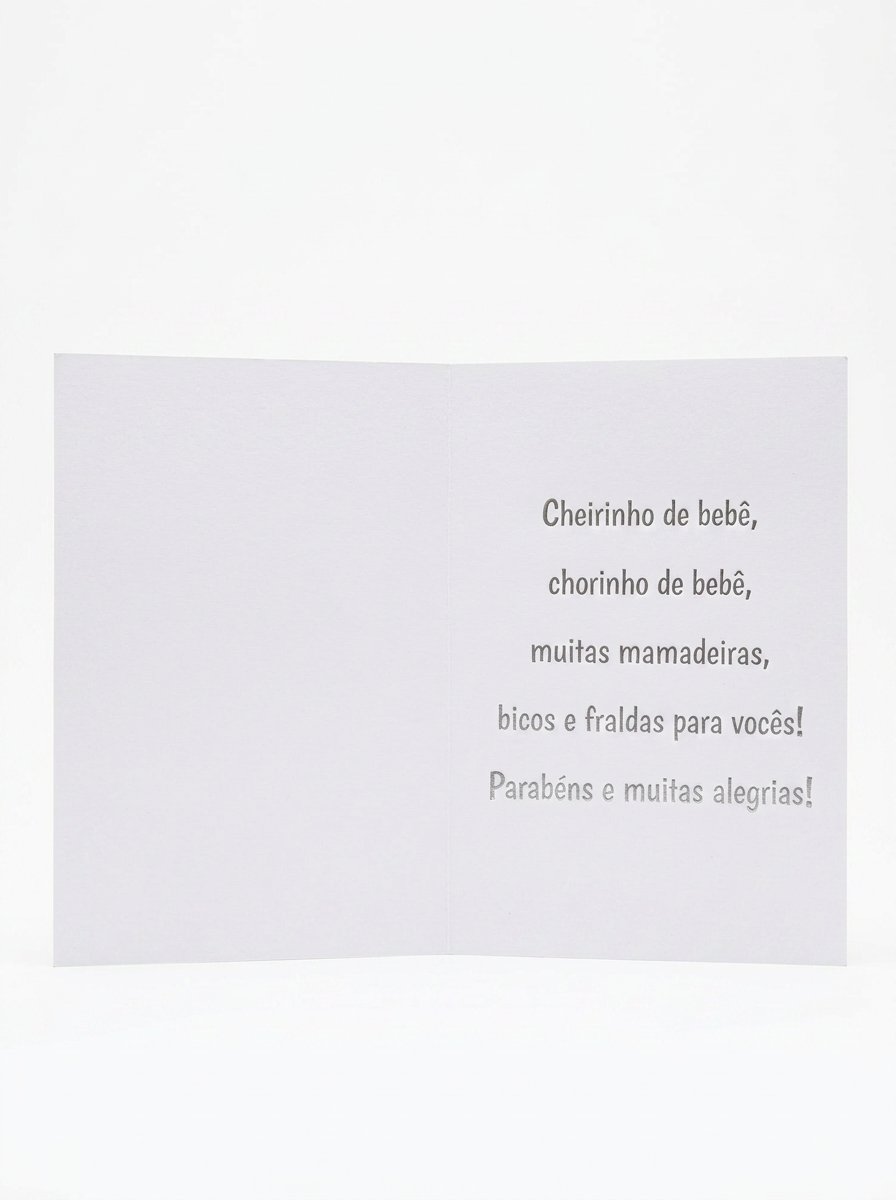 Cheirinho de bebê,
chorinho de bebê,
muitas mamadeiras,
bicos e fraldas para vocês!
Parabéns e muitas alegrias!